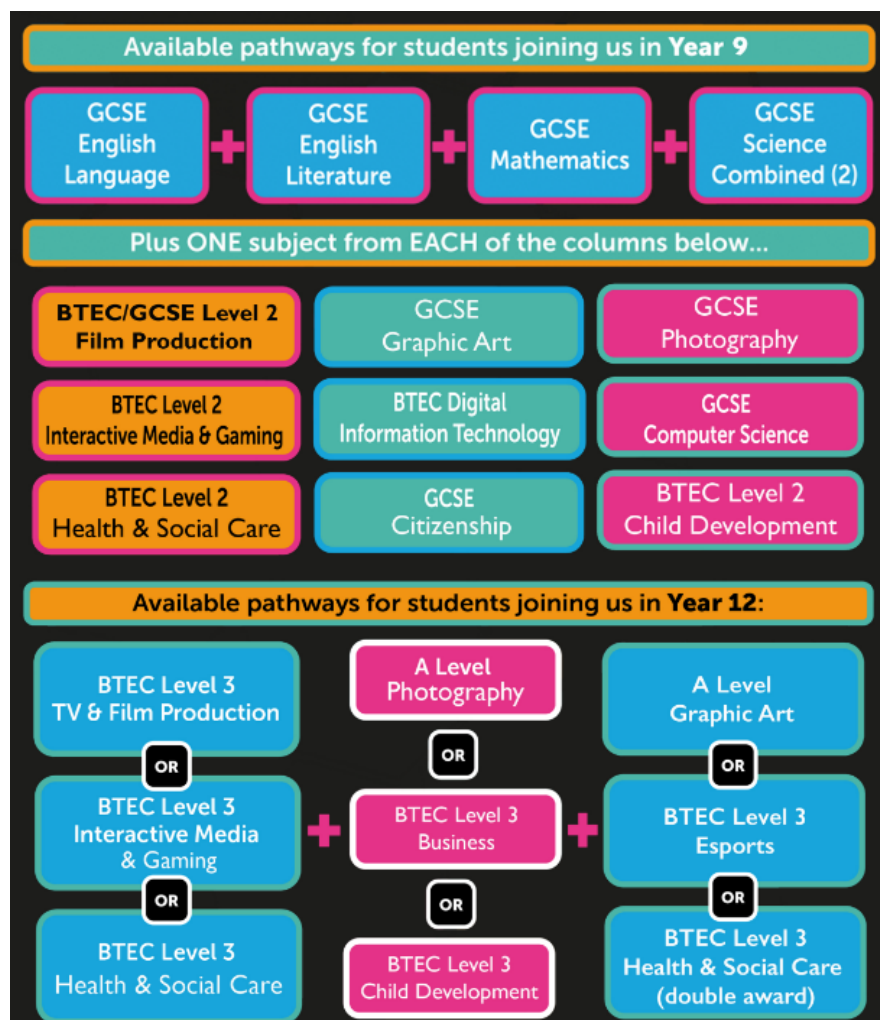 Available pathways for students joining us in Year 9
GCSE
English
Language
+
GCSE
English
Literature
+
GCSE
Mathematics
+
GCSE
Science
Combined (2)
Plus ONE subject from EACH of the columns below...
BTEC/GCSE Level 2
Film Production
GCSE
Graphic Art
GCSE
Photography
BTEC Level 2
Interactive Media & Gaming
BTEC Digital
Information Technology
GCSE
Computer Science
BTEC Level 2
Health & Social Care
GCSE
Citizenship
BTEC Level 2
Child Development
Available pathways for students joining us in Year 12:
BTEC Level 3
TV & Film Production
OR
BTEC Level 3
Interactive Media
& Gaming
OR
BTEC Level 3
Health & Social Care
+
A Level
Photography
OR
BTEC Level 3
Business
OR
BTEC Level 3
Child Development
+
A Level
Graphic Art
OR
BTEC Level 3
Esports
OR
BTEC Level 3
Health & Social Care
(double award)